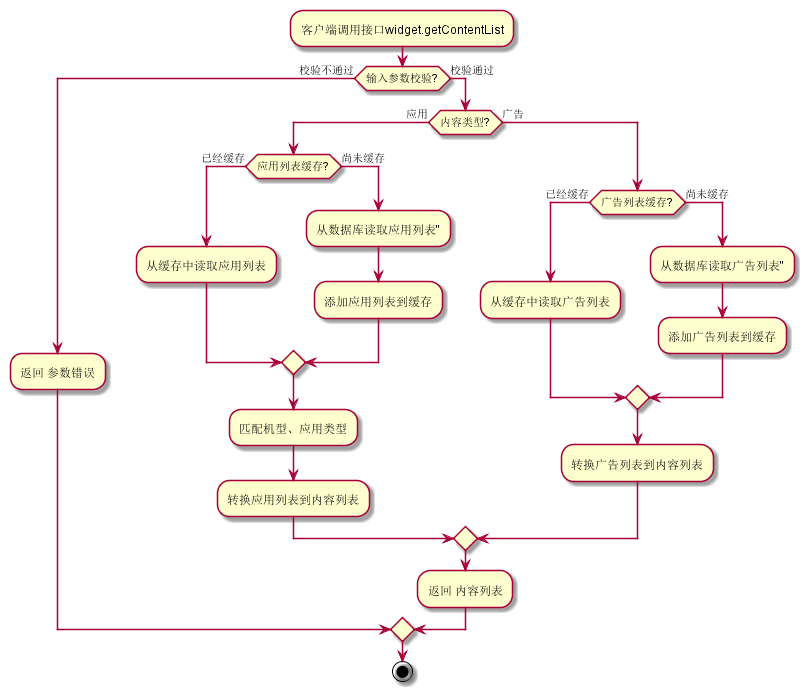 客户端调用接口widget.getContentList
校验不通过
输入参数校验?
校验通过
应用
内容类型?
广告
已经缓存
应用列表缓存?
尚未缓存
已经缓存
广告列表缓存?
尚未缓存
从数据库读取应用列表"
从缓存中读取应用列表
从数据库读取广告列表"
添加应用列表到缓存
从缓存中读取广告列表
添加广告列表到缓存
返回 参数错误
匹配机型、应用类型
转换广告列表到内容列表
转换应用列表到内容列表
返回 内容列表